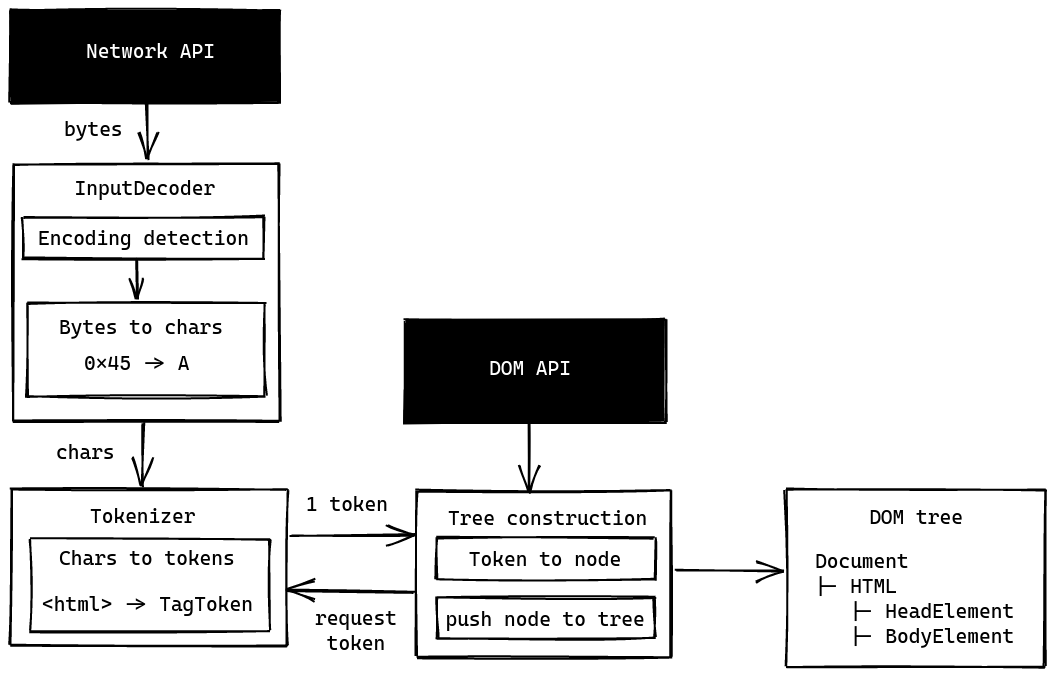 Network API
bytes
InputDecoder
Encoding detection
Bytes to chars
0×45 → A
chars
Tokenizer
Chars to tokens
<html> → TagToken
1 token
request
token
DOM API
Tree construction
Token to node
push node to tree
DOM tree
Document
├─ HTML
├─ HeadElement
├─ BodyElement